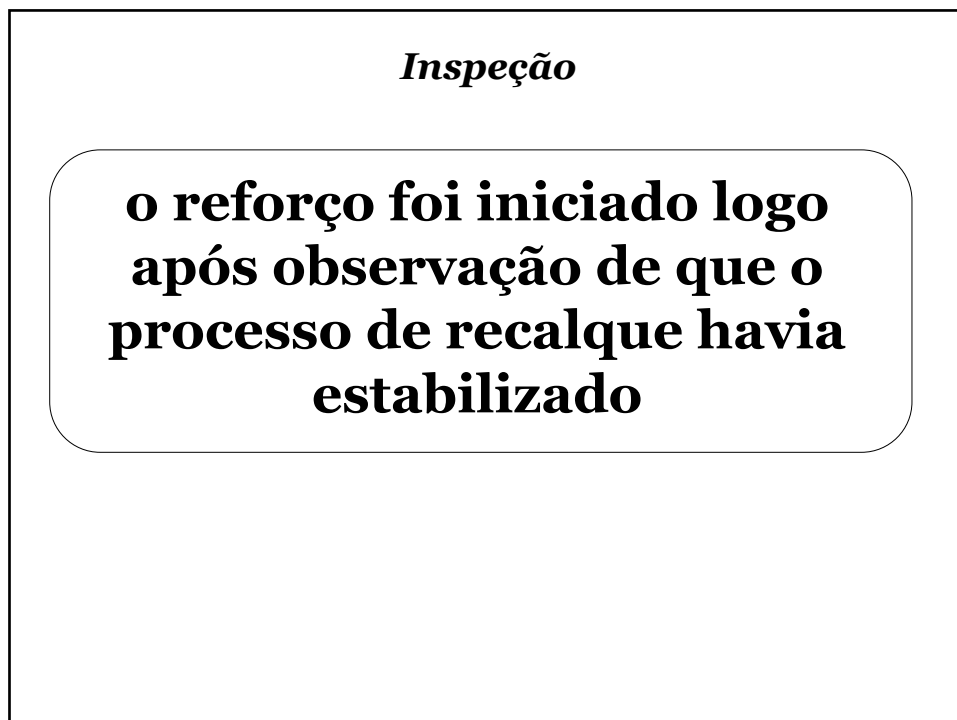 Inspeção
o reforço foi iniciado logo
após observação de que o
processo de recalque havia
estabilizado